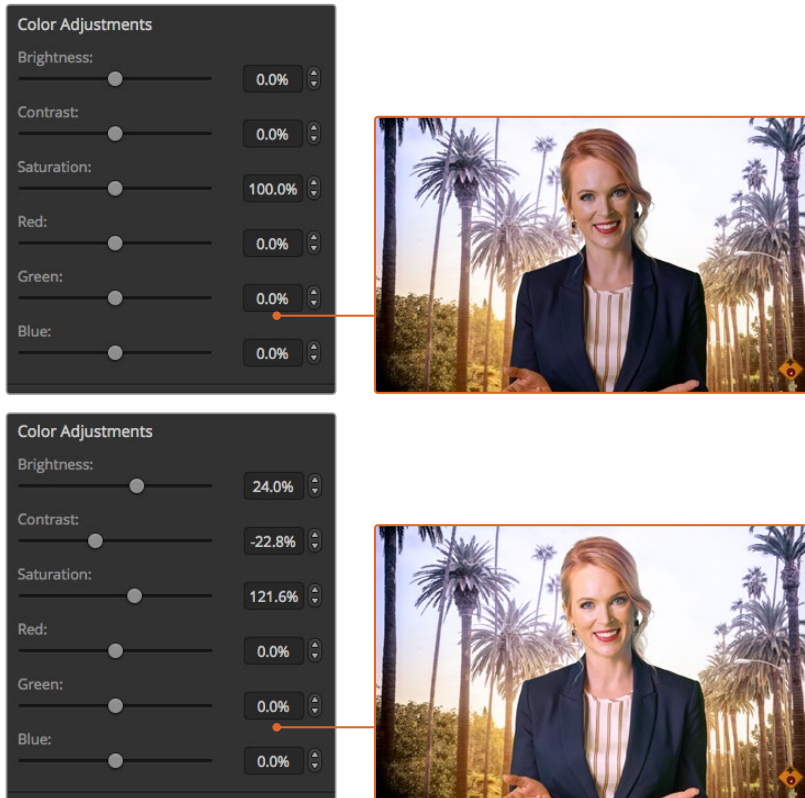 Color Adjustments
Brightness:
0.0%
Contrast:
0.0%
Saturation:
100.0%
Red:
0.0%
Green:
0.0%
Blue:
0.0%
Color Adjustments
Brightness:
24.0%
Contrast:
-22.8%
Saturation:
121.6%
Red:
0.0%
Green:
0.0%
Blue:
0.0%